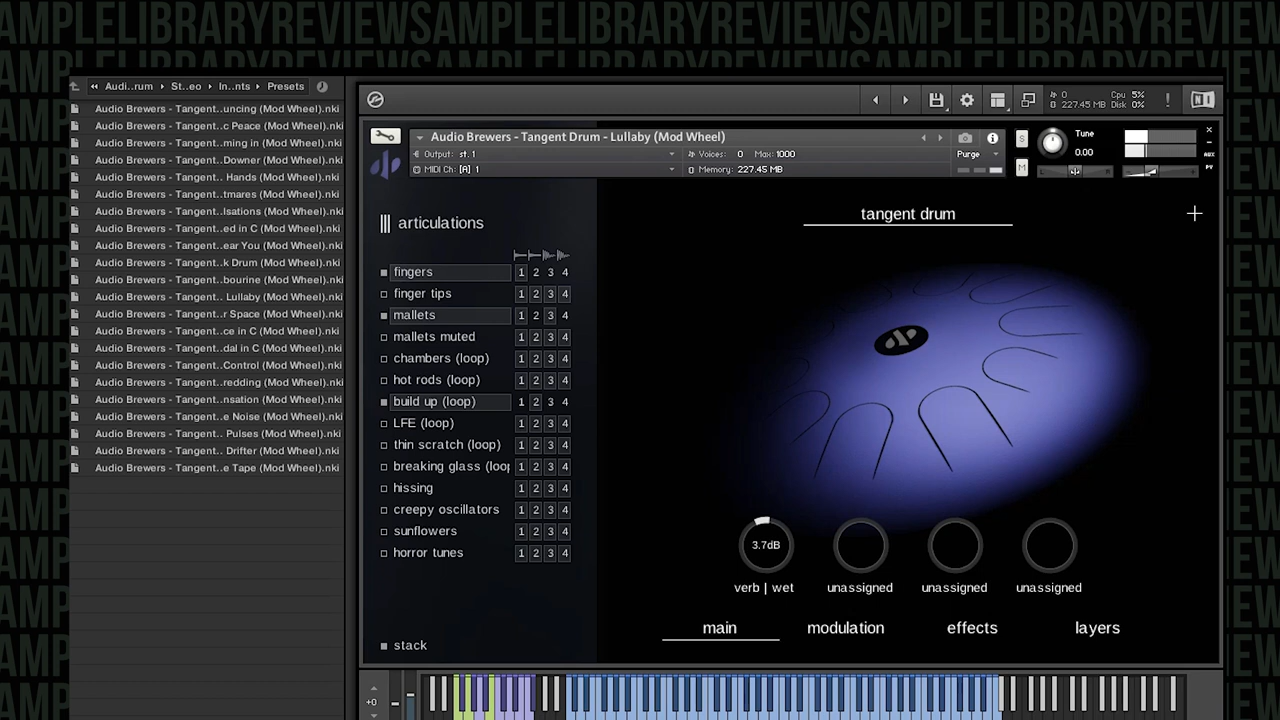 AMPLELIBRARYREVIEWSAMPLELIBRARYREVIEWSAMPLE
Audi..rum St..eo In..nts Presets
Audio Brewers - Tangent...uncing (Mod Wheel).nki
Audio Brewers - Tangent...c Peace (Mod Wheel).nki
Audio Brewers - Tangent...ming in (Mod Wheel).nki
Audio Brewers - Tangent...Downer (Mod Wheel).nki
Audio Brewers - Tangent... Hands (Mod Wheel).nki
Audio Brewers - Tangent...tmares (Mod Wheel).nki
Audio Brewers - Tangent...lsations (Mod Wheel).nki
Audio Brewers - Tangent...ed in C (Mod Wheel).nki
Audio Brewers - Tangent...ear You (Mod Wheel).nki
Audio Brewers - Tangent...k Drum (Mod Wheel).nki
Audio Brewers - Tangent...bourine (Mod Wheel).nki
Audio Brewers - Tangent... Lullaby (Mod Wheel).nki
Audio Brewers - Tangent...r Space (Mod Wheel).nki
Audio Brewers - Tangent...ce in C (Mod Wheel).nki
Audio Brewers - Tangent...dal in C (Mod Wheel).nki
Audio Brewers - Tangent...Control (Mod Wheel).nki
Audio Brewers - Tangent...redding (Mod Wheel).nki
Audio Brewers - Tangent...nsation (Mod Wheel).nki
Audio Brewers - Tangent...e Noise (Mod Wheel).nki
Audio Brewers - Tangent... Pulses (Mod Wheel).nki
Audio Brewers - Tangent... Drifter (Mod Wheel).nki
Audio Brewers - Tangent...e Tape (Mod Wheel).nki
0 Cpu 5%
227.45 MB Disk 0%
! NI
Audio Brewers - Tangent Drum - Lullaby (Mod Wheel)
Output: st. 1 Voices: 0 Max: 1000 Purge
MIDI Ch: [A] 1 Memory: 227.45 MB
S Tune
M 0.00
L R
AUX
PV
articulations
fingers 1 2 3 4
finger tips 1 2 3 4
mallets 1 2 3 4
mallets muted 1 2 3 4
chambers (loop) 1 2 3 4
hot rods (loop) 1 2 3 4
build up (loop) 1 2 3 4
LFE (loop) 1 2 3 4
thin scratch (loop) 1 2 3 4
breaking glass (loop 1 2 3 4
hissing 1 2 3 4
creepy oscillators 1 2 3 4
sunflowers 1 2 3 4
horror tunes 1 2 3 4
stack
tangent drum +
3.7dB
verb | wet unassigned unassigned unassigned
main modulation effects layers
+0